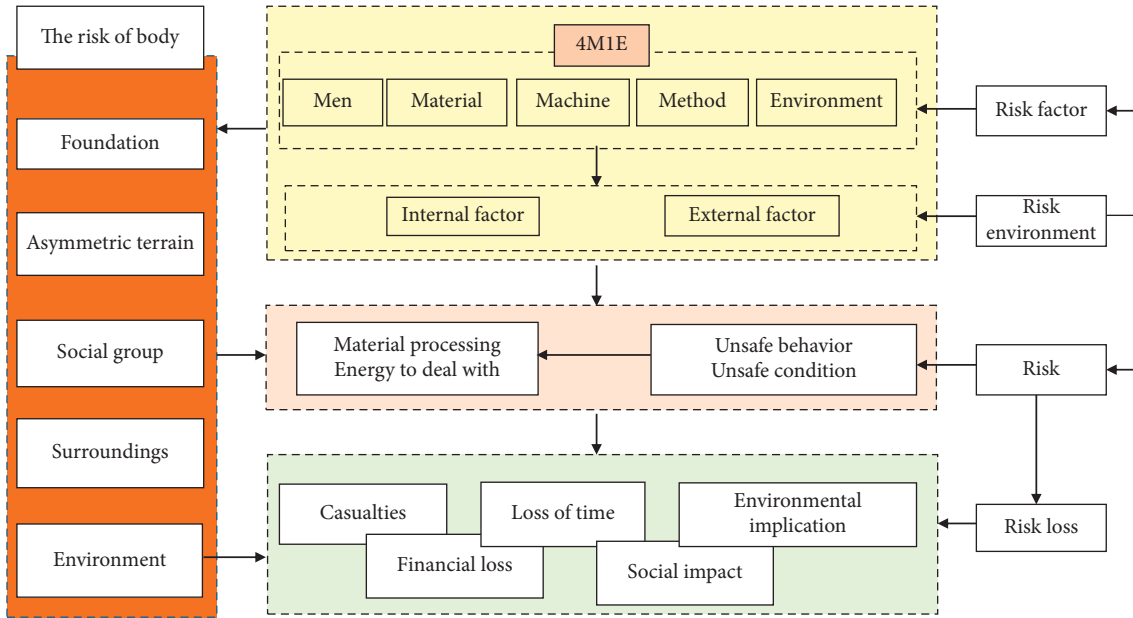 The risk of body
Foundation
Asymmetric terrain
Social group
Surroundings
Environment
4M1E
Men
Material
Machine
Method
Environment
Internal factor
External factor
Material processing
Energy to deal with
Unsafe behavior
Unsafe condition
Casualties
Loss of time
Environmental
implication
Financial loss
Social impact
Risk factor
Risk
environment
Risk
Risk loss